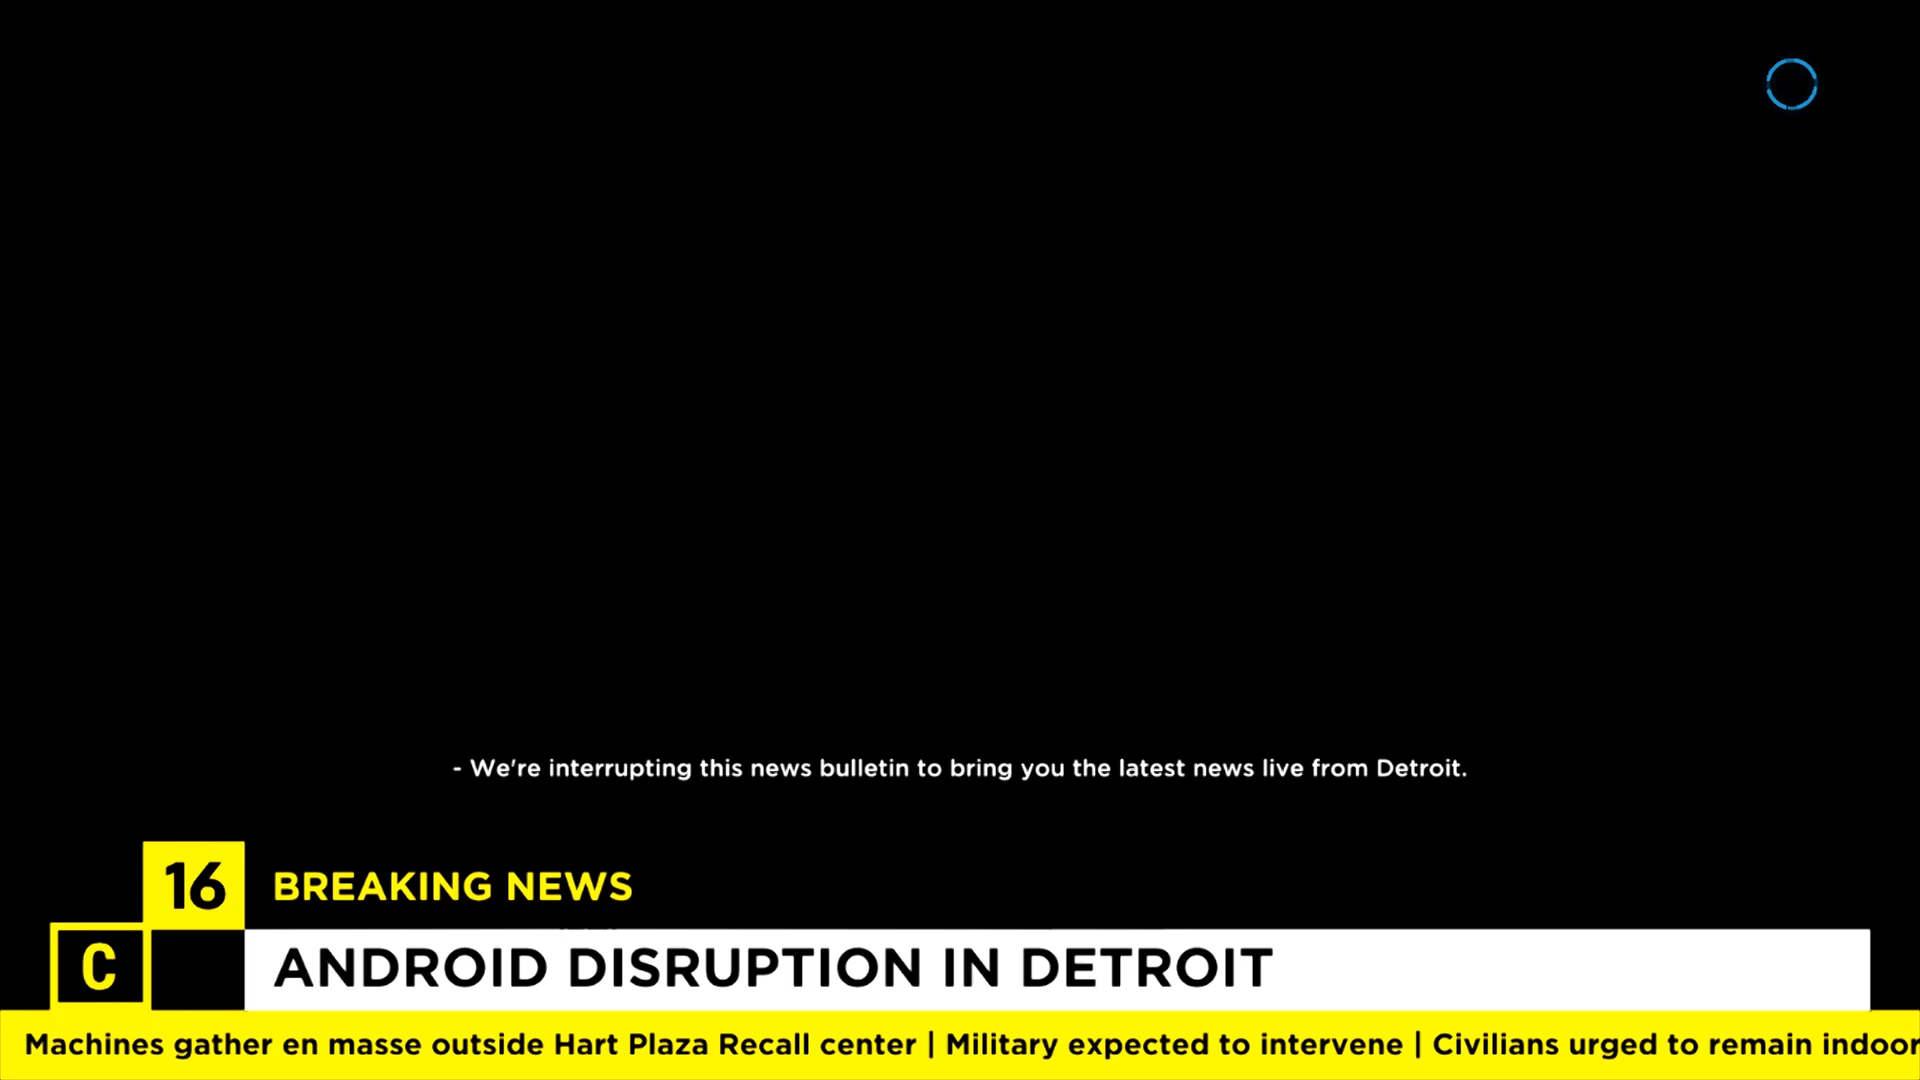 - We're interrupting this news bulletin to bring you the latest news live from Detroit.
16
BREAKING NEWS
C
ANDROID DISRUPTION IN DETROIT
Machines gather en masse outside Hart Plaza Recall center | Military expected to intervene | Civilians urged to remain indoor